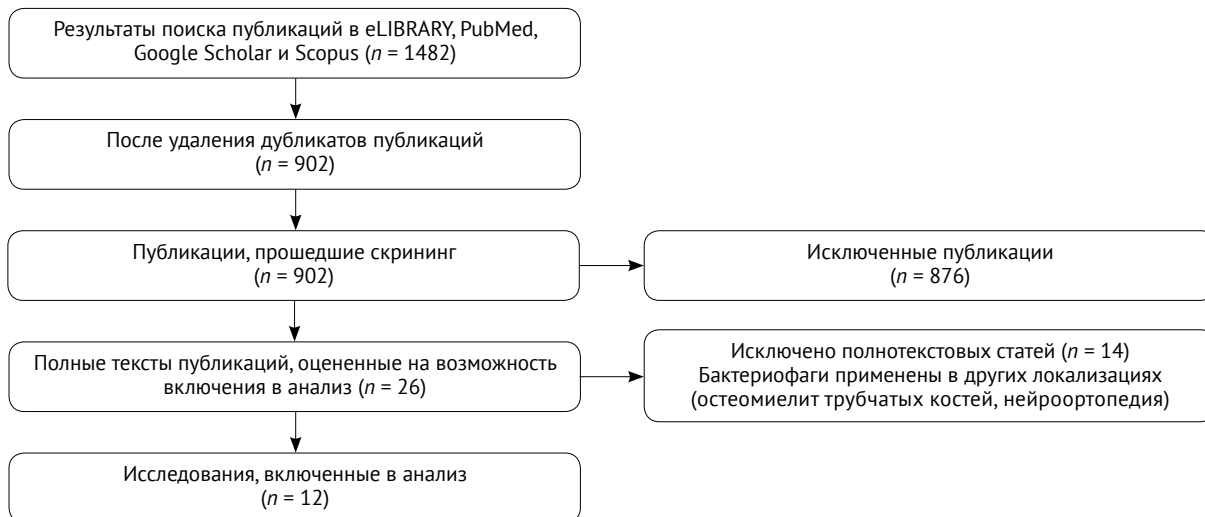 Результаты поиска публикаций в eLIBRARY, PubMed,
Google Scholar и Scopus (n = 1482)
После удаления дубликатов публикаций
(n = 902)
Публикации, прошедшие скрининг
(n = 902)
Исключенные публикации
(n = 876)
Полные тексты публикаций, оцененные на возможность
включения в анализ (n = 26)
Исключено полнотекстовых статей (n = 14)
Бактериофаги применены в других локализациях
(остеомиелит трубчатых костей, нейроортопедия)
Исследования, включенные в анализ
(n = 12)